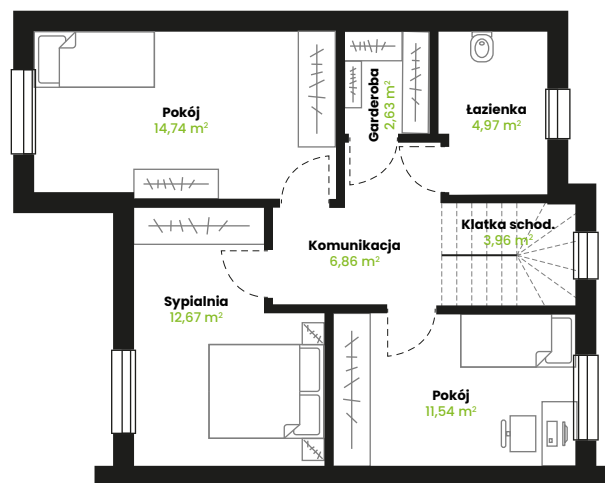 Pokój
14,74 m²
Garderoba
2,63 m²
Łazienka
4,97 m²
Klatka schod.
3,96 m²
Komunikacja
6,86 m²
Sypialnia
12,67 m²
Pokój
11,54 m²